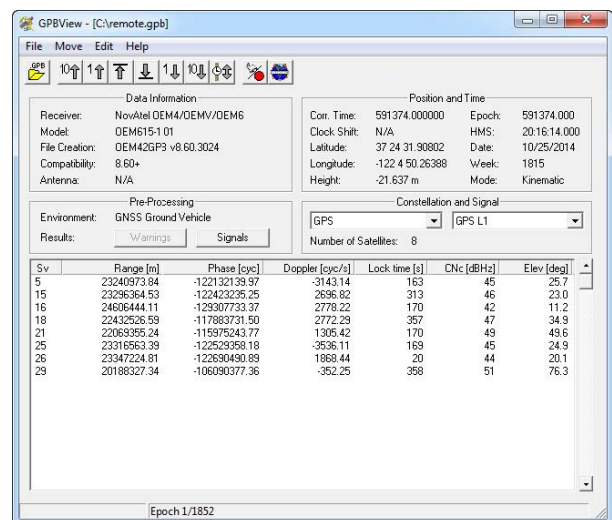 GPBView - [C:\remote.gpb]
File Move Edit Help
GPB 10 1 1 10
Data Information
Receiver: NovAtel OEM4/OEMV/OEM6
Model: OEM615-1.01
File Creation: OEM42GP3 v8.60.3024
Compatibility: 8.60+
Antenna: N/A
Position and Time
Corr. Time: 591374.000000 Epoch: 591374.000
Clock Shift: N/A HMS: 20:16:14.000
Latitude: 37 24 31.90802 Date: 10/25/2014
Longitude: -122 4 50.26388 Week: 1815
Height: -21.637 m Mode: Kinematic
Pre-Processing
Environment: GNSS Ground Vehicle
Results: Warnings Signals
Constellation and Signal
GPS GPS L1
Number of Satellites: 8
Sv Range [m] Phase [cyc] Doppler [cyc/s] Lock time [s] CNc [dBHz] Elev [deg]
5 23240973.84 -122132139.97 -3143.14 163 45 25.7
15 23296364.53 -122423235.25 2696.82 313 46 23.0
16 24606444.11 -129307733.37 2778.22 170 42 11.2
18 22432526.59 -117883731.50 2772.29 357 47 34.9
21 22069355.24 -115975243.77 1305.42 170 49 49.6
25 23316563.39 -122529358.18 -3536.11 169 45 24.9
26 23347224.81 -122690490.89 1868.44 20 44 20.1
29 20188327.34 -106090377.36 -352.25 358 51 76.3
Epoch 1/1852